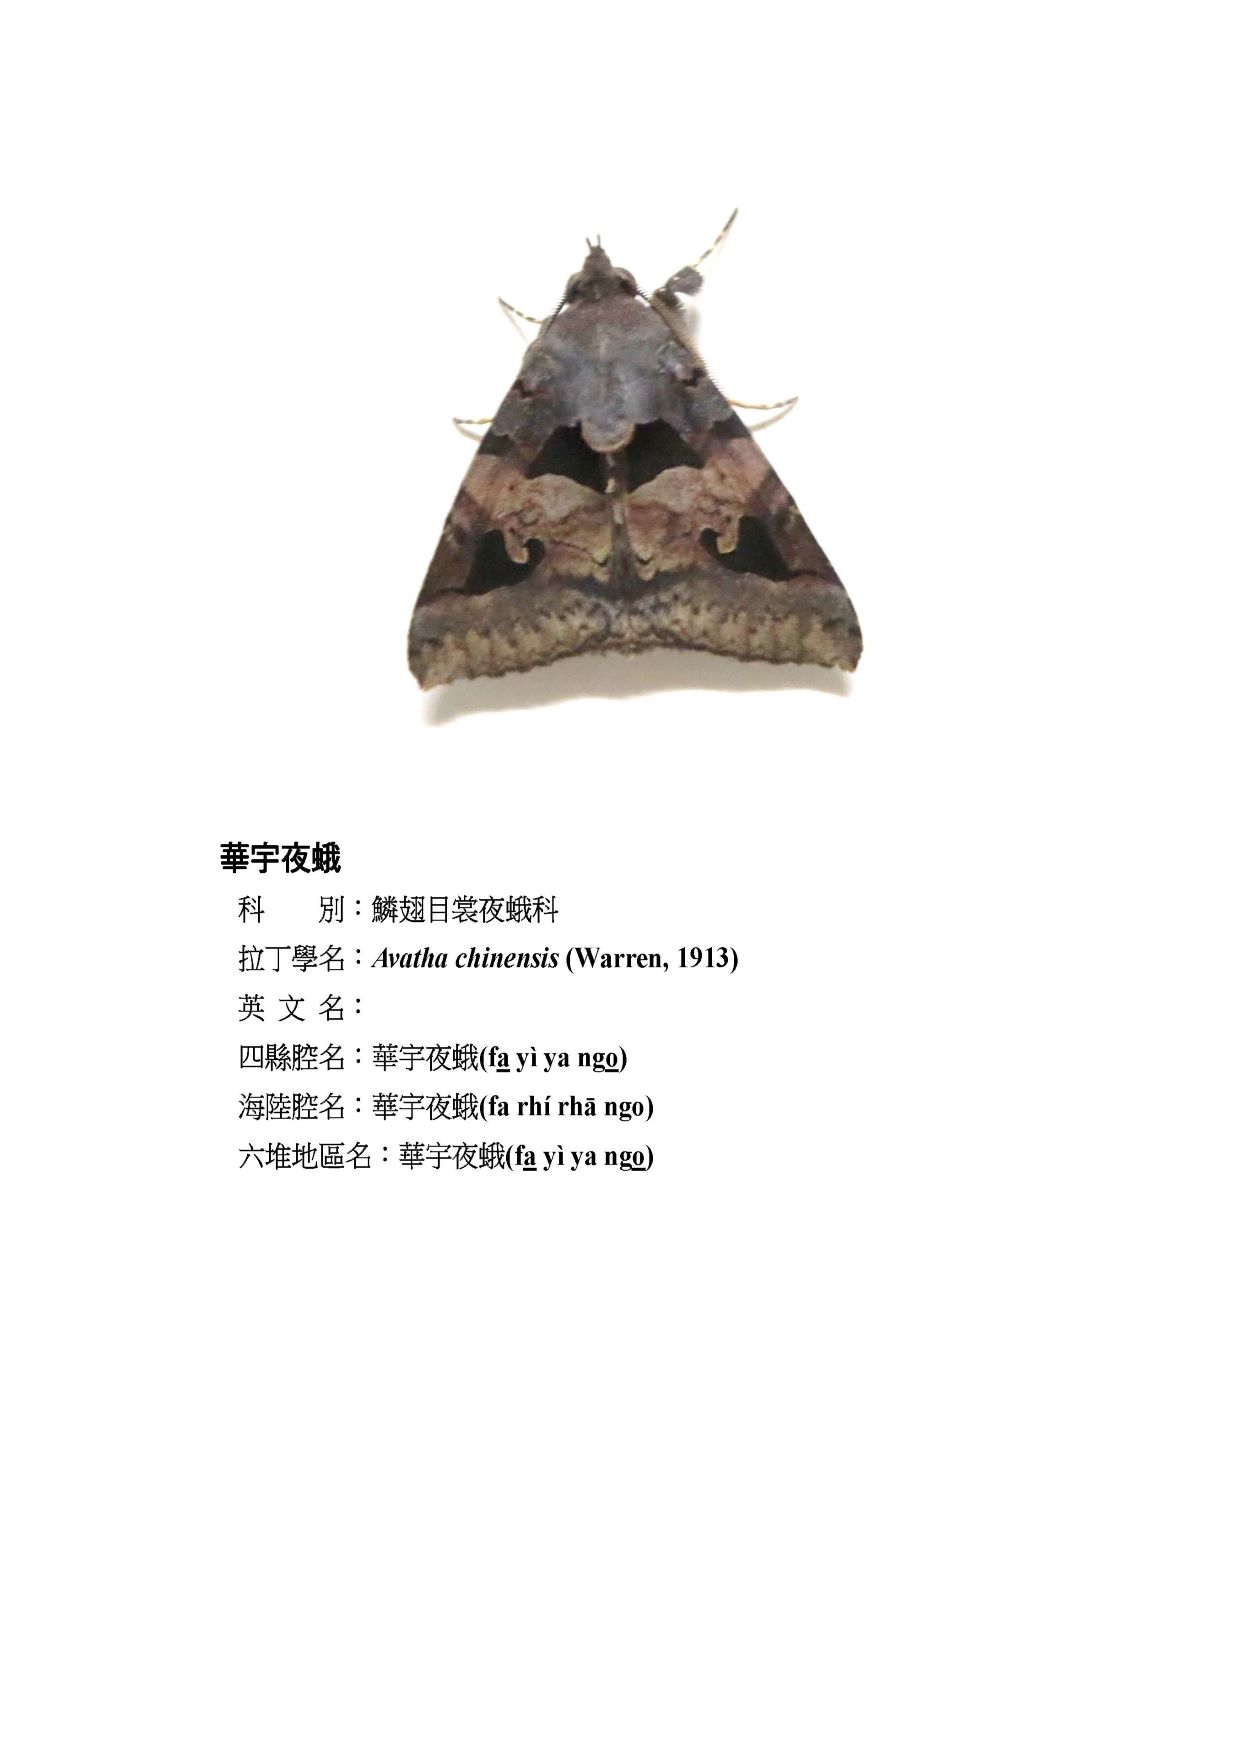 華宇夜蛾
科　　別：鱗翅目裳夜蛾科
拉丁學名：Avatha chinensis (Warren, 1913)
英 文 名：
四縣腔名：華宇夜蛾(fa yì ya ngo)
海陸腔名：華宇夜蛾(fa rhí rhā ngo)
六堆地區名：華宇夜蛾(fa yì ya ngo)